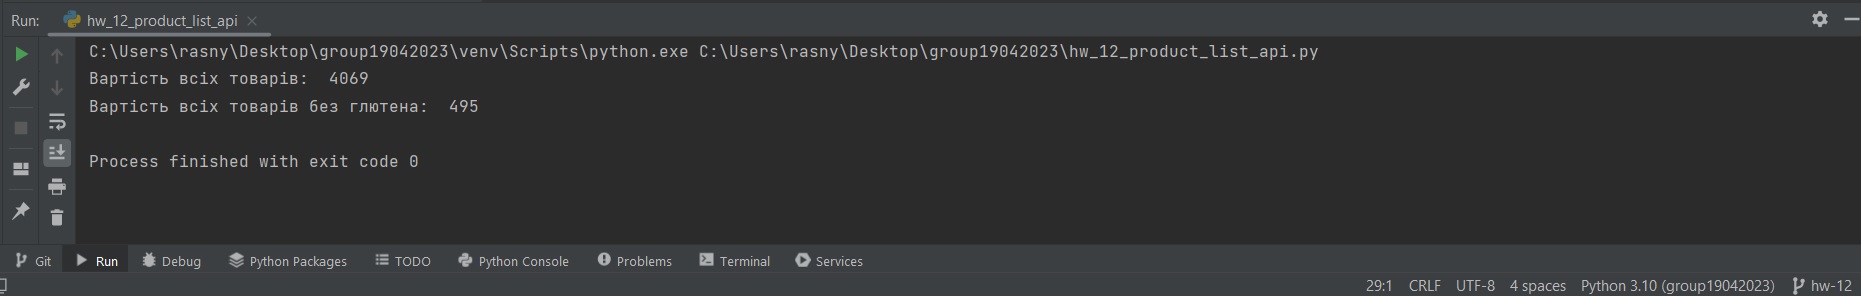 Run: hw_12_product_list_api
C:\Users\rasny\Desktop\group19042023\venv\Scripts\python.exe C:\Users\rasny\Desktop\group19042023\hw_12_product_list_api.py
Вартість всіх товарів:  4069
Вартість всіх товарів без глютена:  495
Process finished with exit code 0
Git Run Debug Python Packages TODO Python Console Problems Terminal Services
29:1 CRLF UTF-8 4 spaces Python 3.10 (group19042023) hw-12